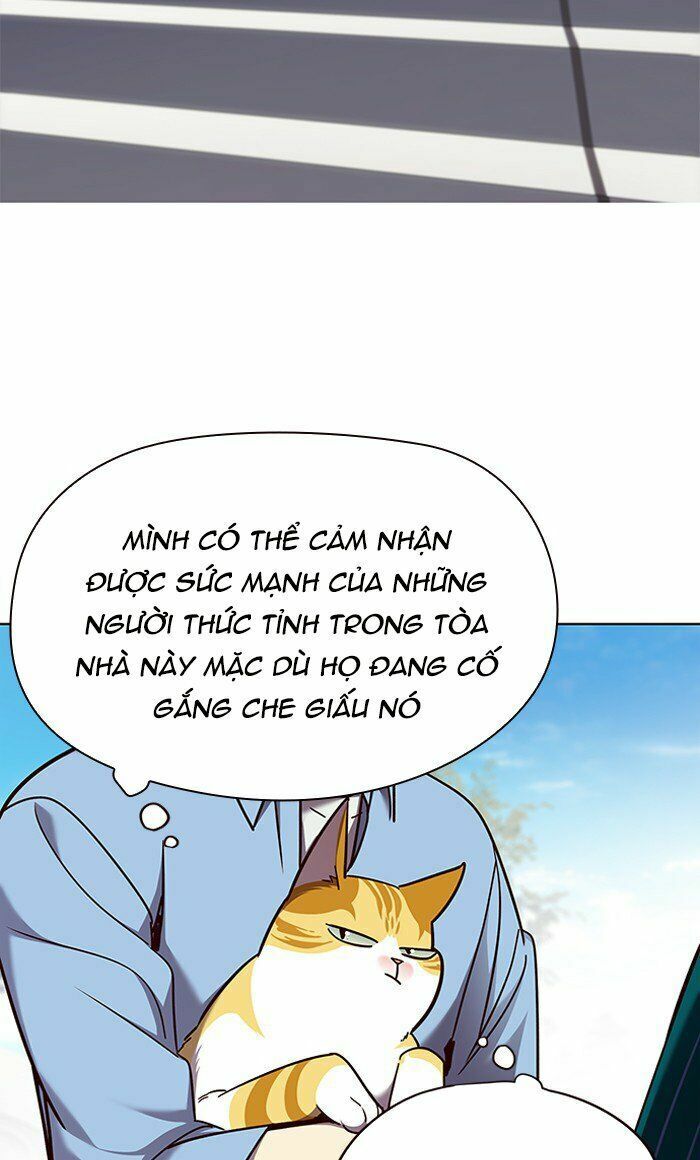 MÌNH CÓ THỂ CẢM NHẬN
ĐƯỢC SỨC MẠNH CỦA NHỮNG
NGƯỜI THỨC TỈNH TRONG TÒA
NHÀ NÀY MẶC DÙ HỌ ĐANG CỐ
GẮNG CHE GIẤU NÓ